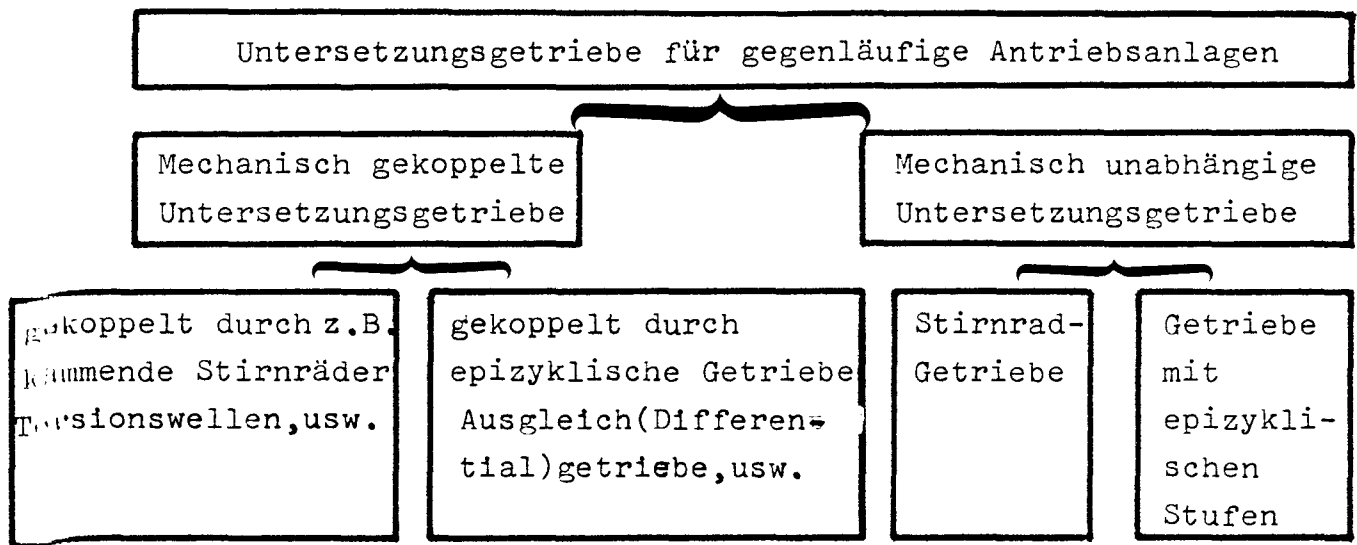 Untersetzungsgetriebe für gegenläufige Antriebsanlagen
Mechanisch gekoppelte
Untersetzungsgetriebe
Mechanisch unabhängige
Untersetzungsgetriebe
gekoppelt durch z.B.
kämmende Stirnräder
Torsionswellen,usw.
gekoppelt durch
epizyklische Getriebe
Ausgleich(Differen-
tial)getriebe,usw.
Stirnrad-
Getriebe
Getriebe
mit
epizykli-
schen
Stufen